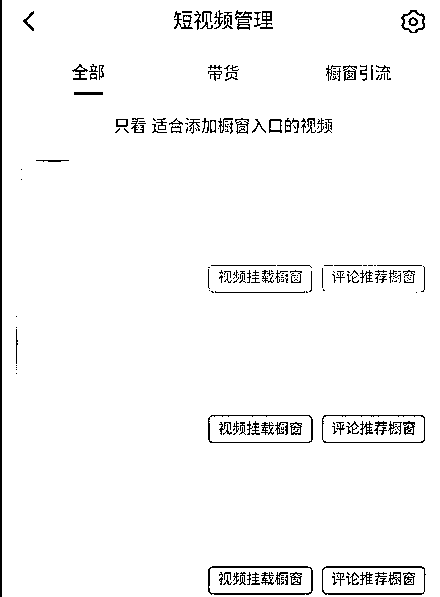 短视频管理
全部 带货 橱窗引流
只看 适合添加橱窗入口的视频
视频挂载橱窗 评论推荐橱窗
视频挂载橱窗 评论推荐橱窗
视频挂载橱窗 评论推荐橱窗